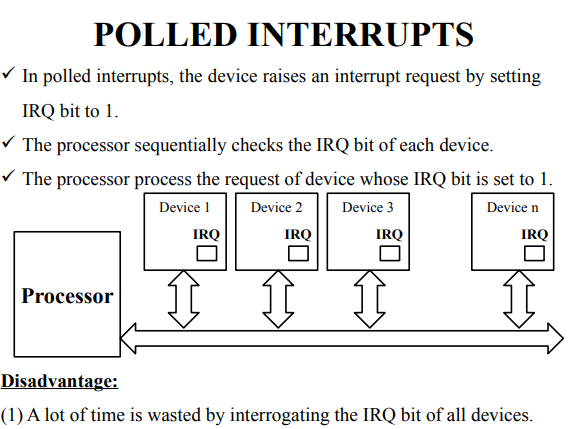 POLLED INTERRUPTS
✓ In polled interrupts, the device raises an interrupt request by setting
IRQ bit to 1.
✓ The processor sequentially checks the IRQ bit of each device.
✓ The processor process the request of device whose IRQ bit is set to 1.
Device 1 Device 2 Device 3 Device n
IRQ IRQ IRQ IRQ
Processor
Disadvantage:
(1) A lot of time is wasted by interrogating the IRQ bit of all devices.